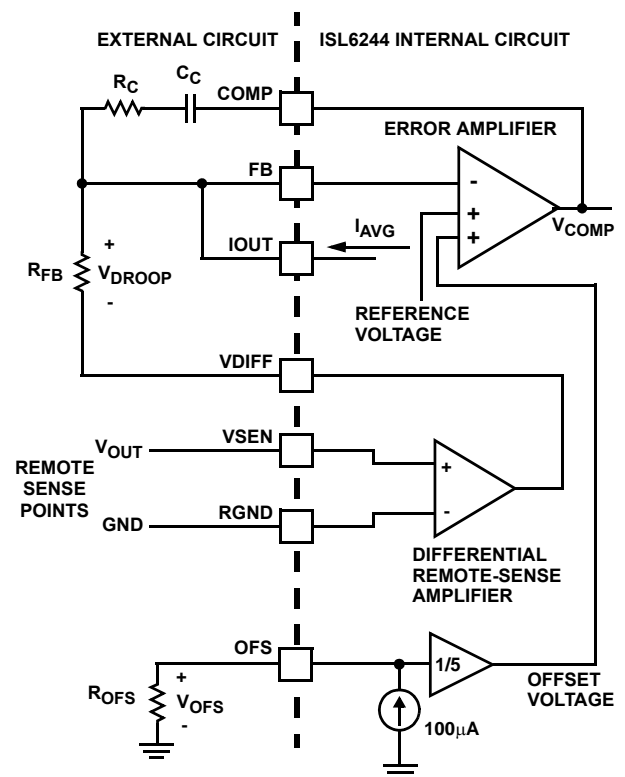 EXTERNAL CIRCUIT
ISL6244 INTERNAL CIRCUIT
RC
CC
COMP
ERROR AMPLIFIER
FB
-
+
+
VCOMP
IAVG
IOUT
+
RFB
VDROOP
-
REFERENCE
VOLTAGE
VDIFF
VOUT
VSEN
+
REMOTE
SENSE
POINTS
GND
RGND
-
DIFFERENTIAL
REMOTE-SENSE
AMPLIFIER
OFS
1/5
OFFSET
VOLTAGE
+
ROFS
VOFS
-
100μA